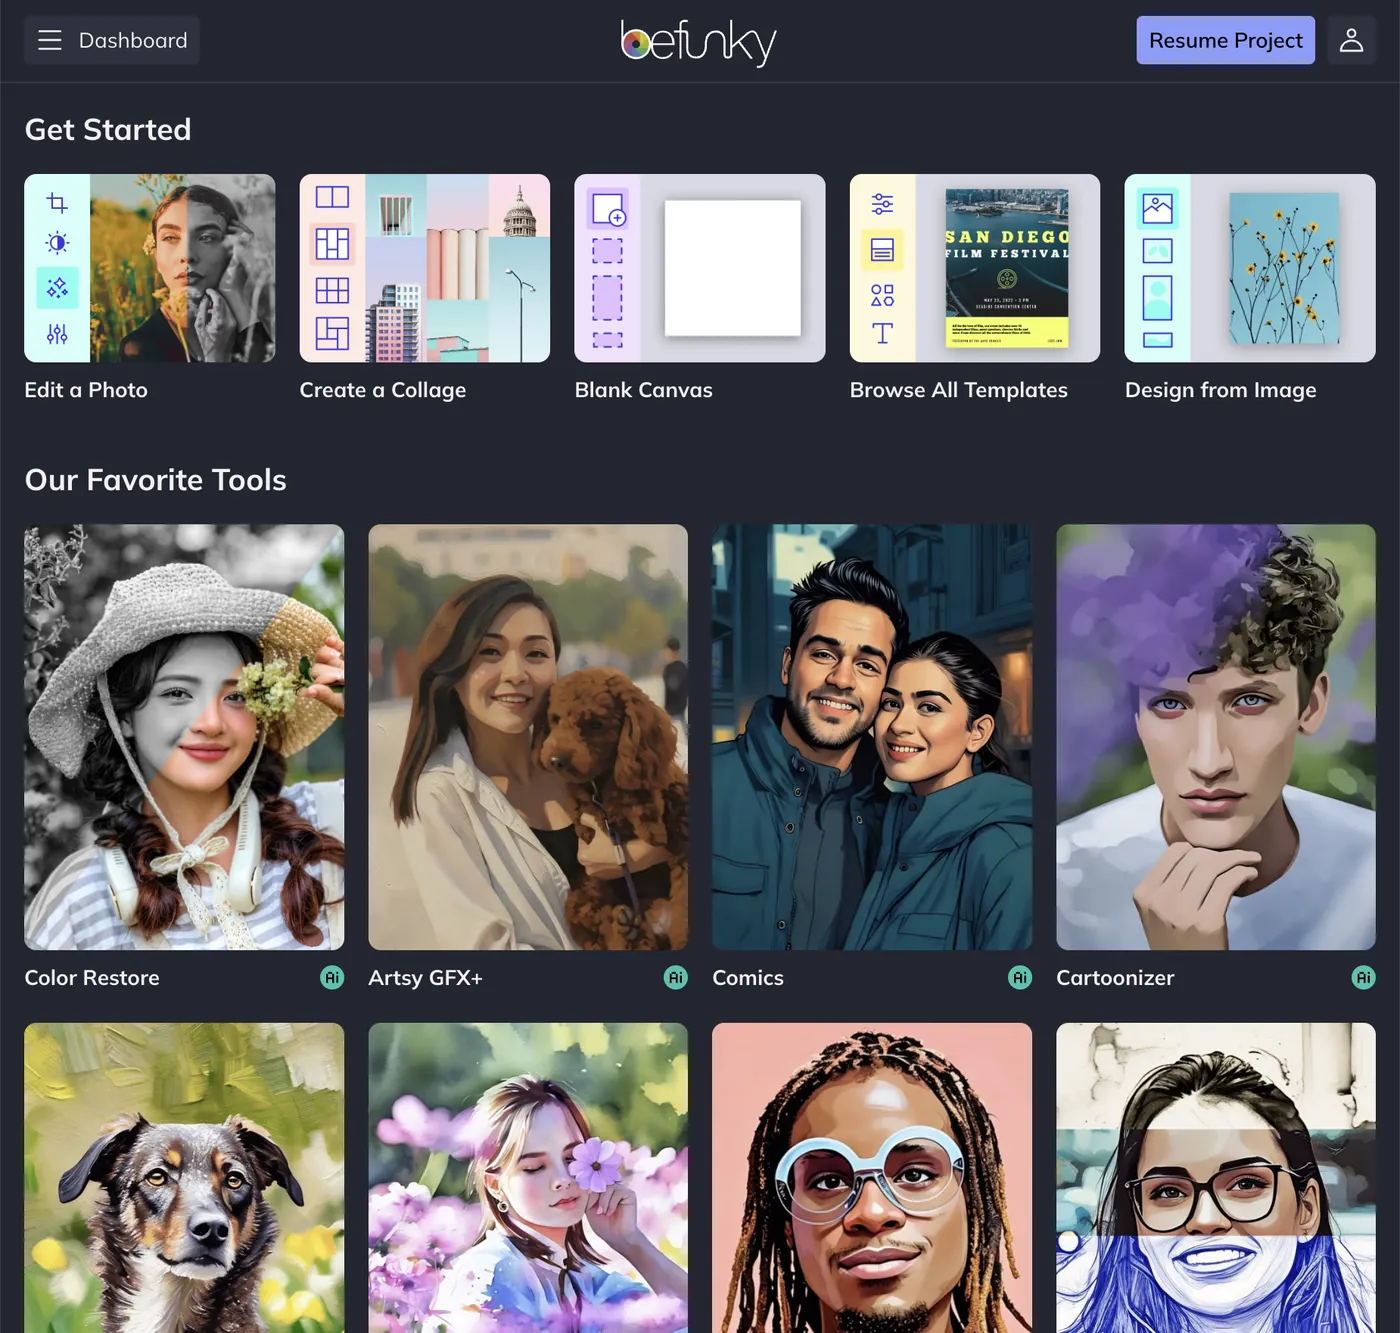 Dashboard
befunky
Resume Project
Get Started
SAN DIEGO
FILM FESTIVAL
Edit a Photo
Create a Collage
Blank Canvas
Browse All Templates
Design from Image
Our Favorite Tools
Color Restore
Ai
Artsy GFX+
Ai
Comics
Ai
Cartoonizer
Ai